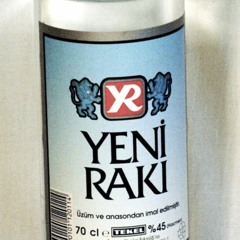 YR
YENİ
RAKI
Üzüm ve anasondan imal edilmiştir.
70 cl e TEKEL %45